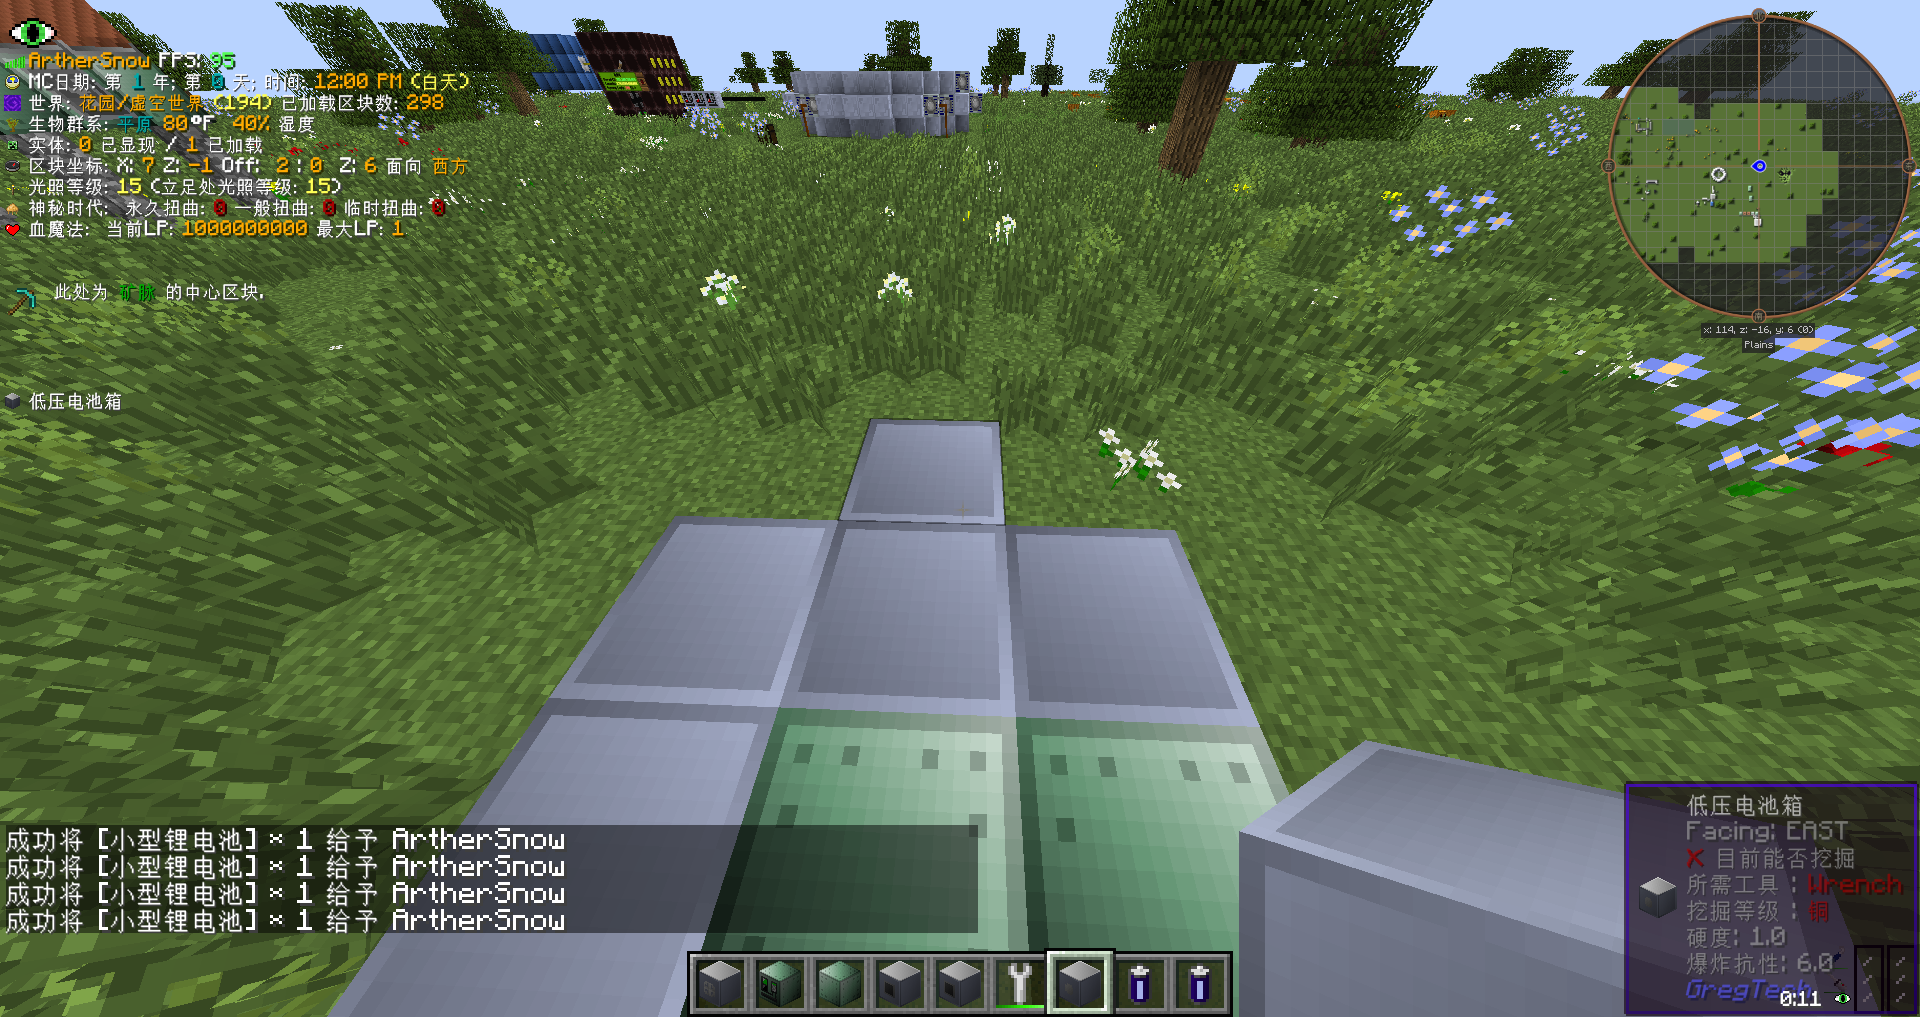 ArtherSnow FPS: 95
MC日期: 第 1 年; 第 0 天; 时间: 12:00 PM (白天)
世界: 花园/虚空世界 (194) 已加载区块数: 298
生物群系: 平原 80°F 40% 湿度
实体: 0 已显现 / 1 已加载
区块坐标: X: 7 Z: -1 Off: 2 : 0 Z: 6 面向 西方
光照等级: 15 (立足处光照等级: 15)
神秘时代: 永久扭曲: 0 一般扭曲: 0 临时扭曲: 0
血魔法: 当前LP: 1000000000 最大LP: 1
此处为 矿脉 的中心区块.
低压电池箱
x: 114, z: -16, y: 6 (0)
Plains
成功将 [小型锂电池] × 1 给予 ArtherSnow
成功将 [小型锂电池] × 1 给予 ArtherSnow
成功将 [小型锂电池] × 1 给予 ArtherSnow
成功将 [小型锂电池] × 1 给予 ArtherSnow
低压电池箱
Facing: EAST
✕ 目前能否挖掘
所需工具 : Wrench
挖掘等级 : 铜
硬度: 1.0
爆炸抗性: 6.0
GregTech
0:11